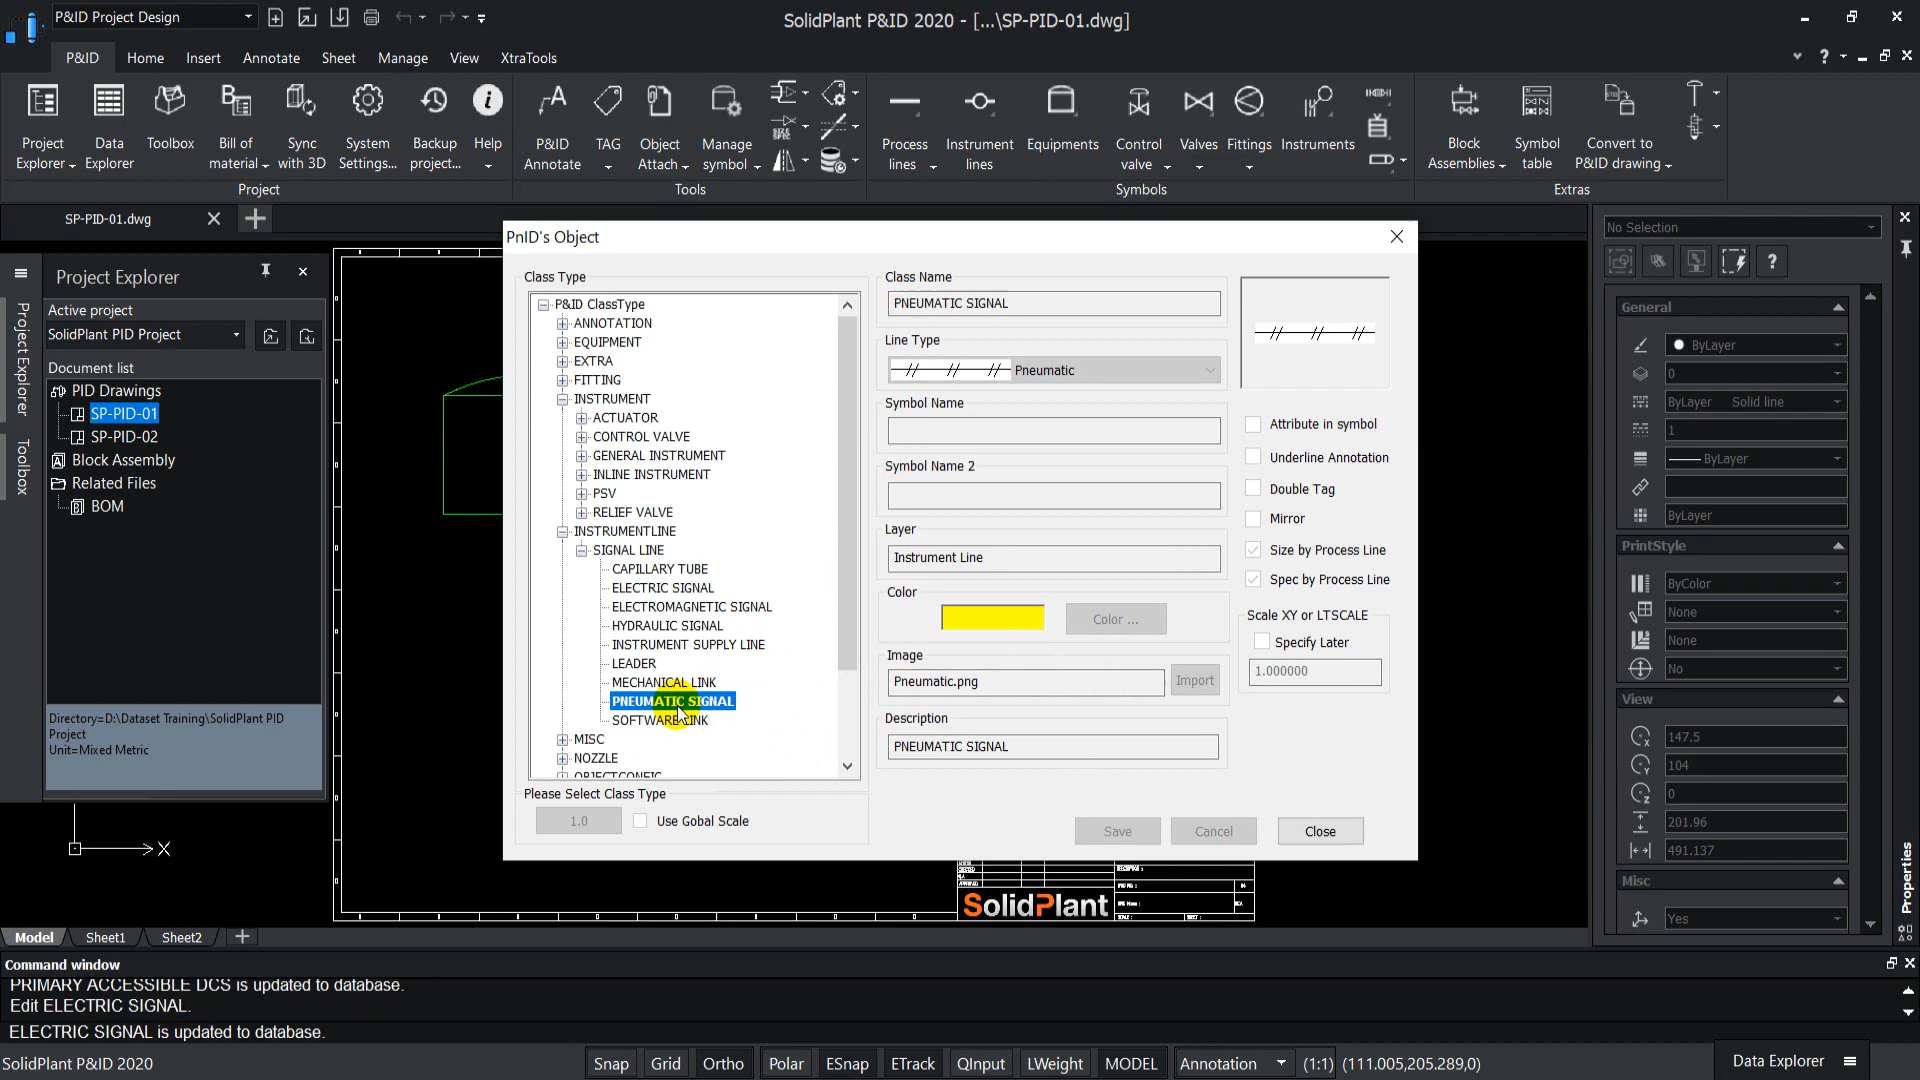 P&ID Project Design
SolidPlant P&ID 2020 - [...\SP-PID-01.dwg]
P&ID Home Insert Annotate Sheet Manage View XtraTools
Project Explorer
Data Explorer
Toolbox
Bill of material
Sync with 3D
System Settings...
Backup project...
Help
P&ID Annotate
TAG
Object Attach
Manage symbol
Process lines
Instrument lines
Equipments
Control valve
Valves
Fittings
Instruments
Block Assemblies
Symbol table
Convert to P&ID drawing
Project
Tools
Symbols
Extras
SP-PID-01.dwg
Project Explorer
Toolbox
Project Explorer
Active project
SolidPlant PID Project
Document list
PID Drawings
SP-PID-01
SP-PID-02
Block Assembly
Related Files
BOM
Directory=D:\Dataset Training\SolidPlant PID
Project
Unit=Mixed Metric
X
PnID's Object
Class Type
P&ID ClassType
ANNOTATION
EQUIPMENT
EXTRA
FITTING
INSTRUMENT
ACTUATOR
CONTROL VALVE
GENERAL INSTRUMENT
INLINE INSTRUMENT
PSV
RELIEF VALVE
INSTRUMENTLINE
SIGNAL LINE
CAPILLARY TUBE
ELECTRIC SIGNAL
ELECTROMAGNETIC SIGNAL
HYDRAULIC SIGNAL
INSTRUMENT SUPPLY LINE
LEADER
MECHANICAL LINK
PNEUMATIC SIGNAL
SOFTWARE LINK
MISC
NOZZLE
OBJECTCONFIG
Please Select Class Type
1.0
Use Gobal Scale
Class Name
PNEUMATIC SIGNAL
Line Type
Pneumatic
Symbol Name
Symbol Name 2
Layer
Instrument Line
Color
Color ...
Image
Pneumatic.png
Import
Description
PNEUMATIC SIGNAL
Attribute in symbol
Underline Annotation
Double Tag
Mirror
Size by Process Line
Spec by Process Line
Scale XY or LTSCALE
Specify Later
1.000000
Save
Cancel
Close
SolidPlant
No Selection
General
ByLayer
0
ByLayer Solid line
1
ByLayer
ByLayer
PrintStyle
ByColor
None
None
No
View
147.5
104
0
201.96
491.137
Misc
Yes
Properties
Model Sheet1 Sheet2
Command window
PRIMARY ACCESSIBLE DCS is updated to database.
Edit ELECTRIC SIGNAL.
ELECTRIC SIGNAL is updated to database.
SolidPlant P&ID 2020
Snap Grid Ortho Polar ESnap ETrack QInput LWeight MODEL Annotation (1:1) (111.005,205.289,0)
Data Explorer